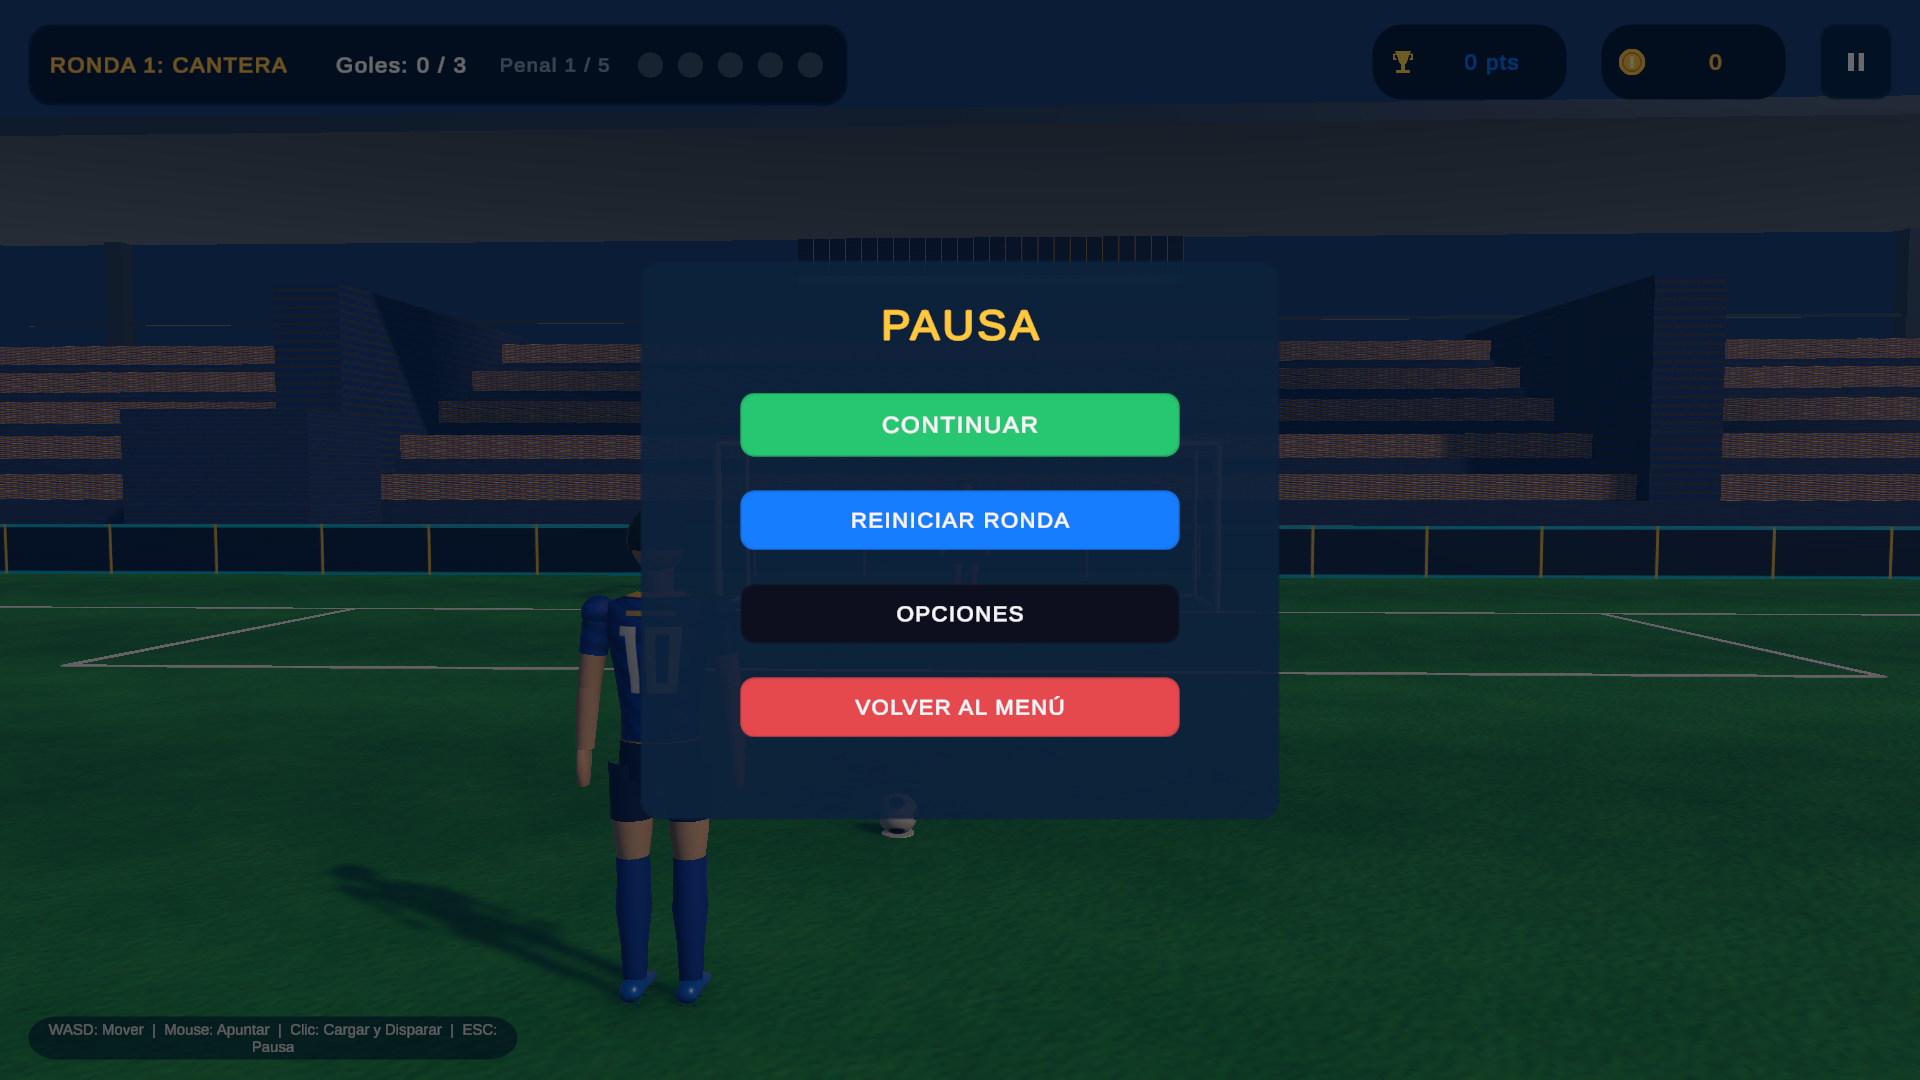 RONDA 1: CANTERA
Goles: 0 / 3
Penal 1 / 5
0 pts
0
PAUSA
CONTINUAR
REINICIAR RONDA
OPCIONES
VOLVER AL MENÚ
10
WASD: Mover | Mouse: Apuntar | Clic: Cargar y Disparar | ESC:
Pausa